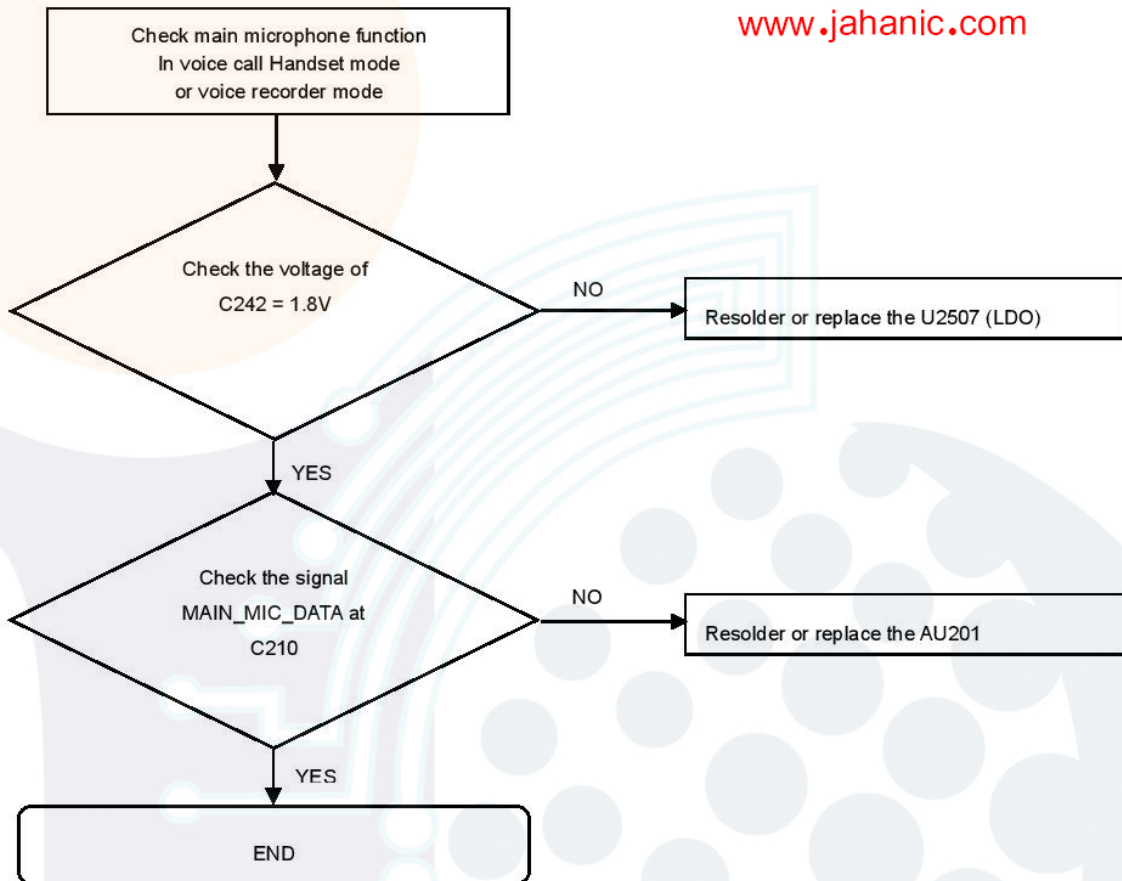 www.jahanic.com
Check main microphone function
In voice call Handset mode
or voice recorder mode
Check the voltage of
C242 = 1.8V
NO
Resolder or replace the U2507 (LDO)
YES
Check the signal
MAIN_MIC_DATA at
C210
NO
Resolder or replace the AU201
YES
END